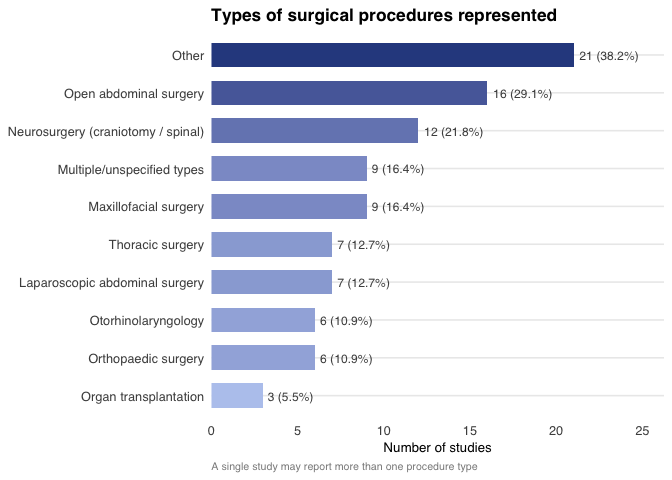 Types of surgical procedures represented
Other 21 (38.2%)
Open abdominal surgery 16 (29.1%)
Neurosurgery (craniotomy / spinal) 12 (21.8%)
Multiple/unspecified types 9 (16.4%)
Maxillofacial surgery 9 (16.4%)
Thoracic surgery 7 (12.7%)
Laparoscopic abdominal surgery 7 (12.7%)
Otorhinolaryngology 6 (10.9%)
Orthopaedic surgery 6 (10.9%)
Organ transplantation 3 (5.5%)
0 5 10 15 20 25
Number of studies
A single study may report more than one procedure type